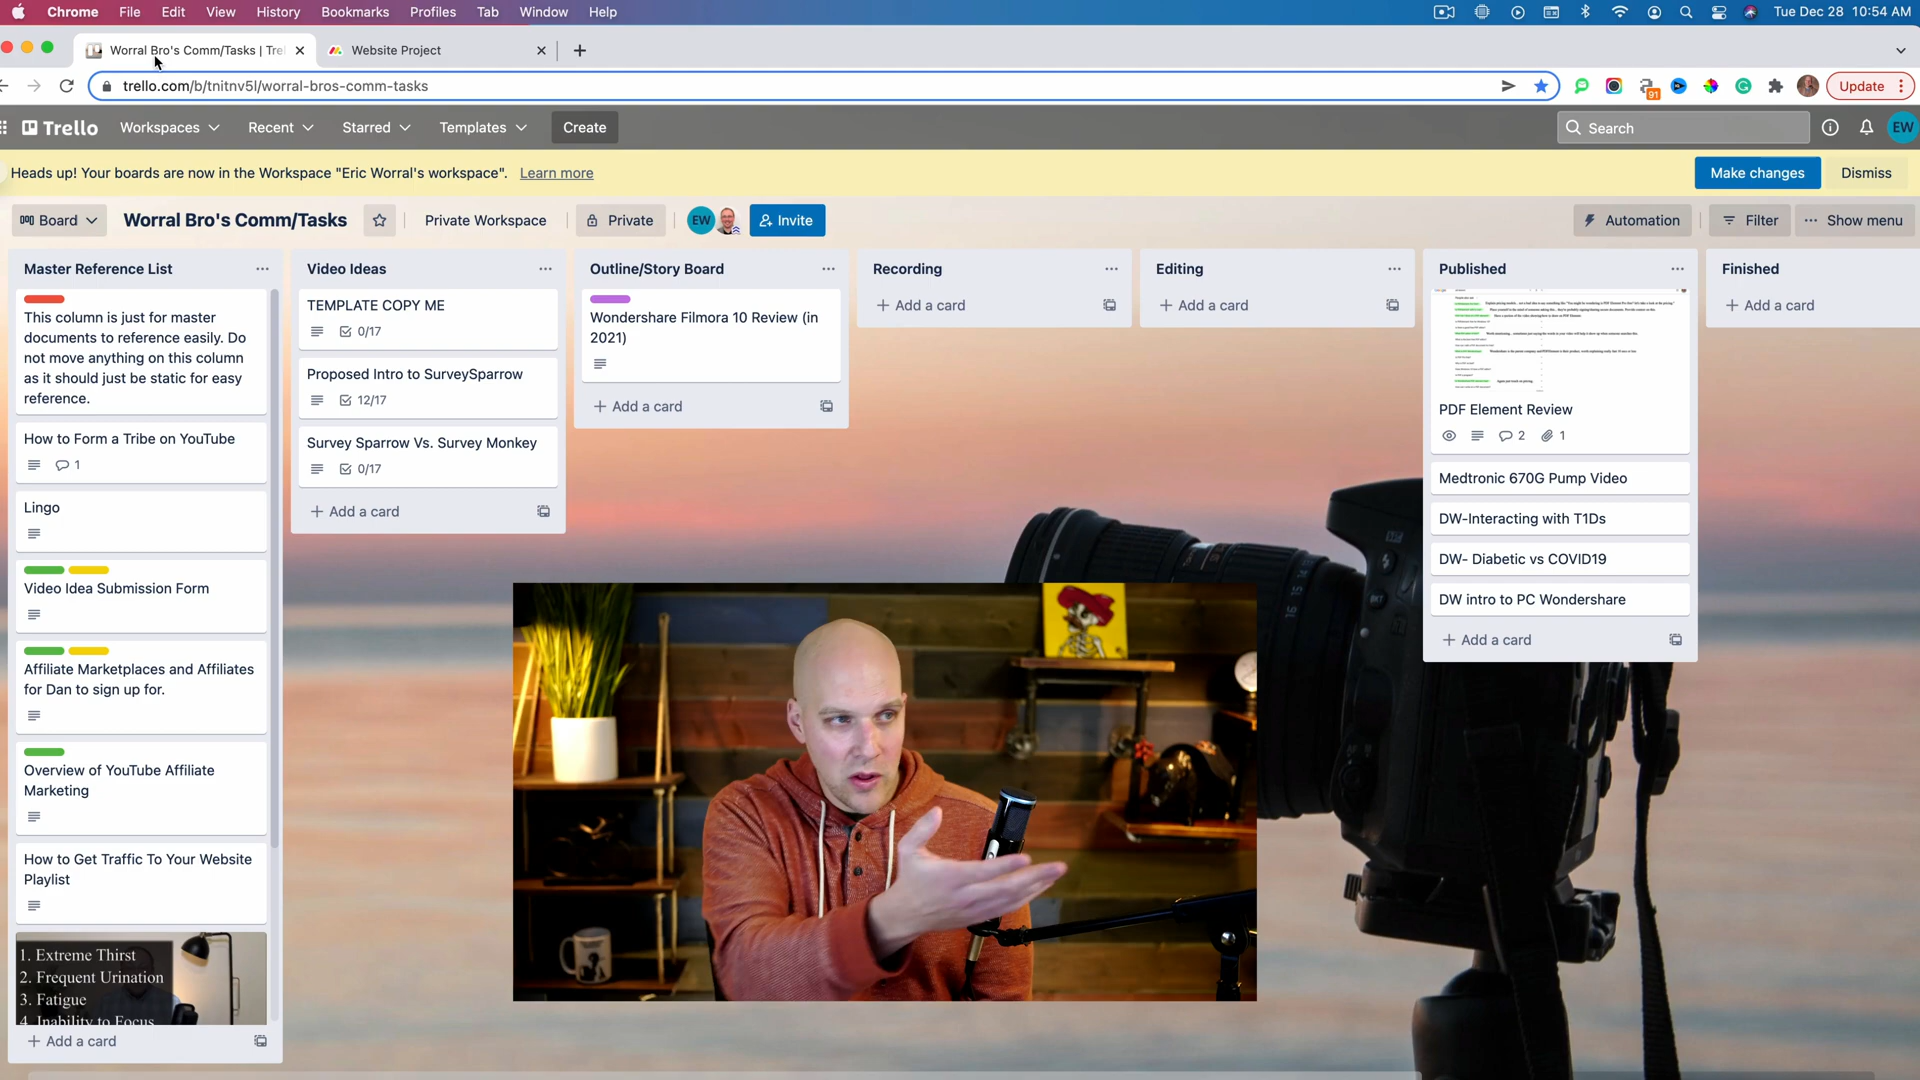 Chrome File Edit View History Bookmarks Profiles Tab Window Help Tue Dec 28 10:54 AM
Worral Bro's Comm/Tasks | Tre
Website Project
trello.com/b/tnitnv5l/worral-bros-comm-tasks
91
Update
Trello Workspaces Recent Starred Templates Create Search EW
Heads up! Your boards are now in the Workspace "Eric Worral's workspace". Learn more
Make changes Dismiss
Board Worral Bro's Comm/Tasks Private Workspace Private EW Invite Automation Filter Show menu
Master Reference List
This column is just for master
documents to reference easily. Do
not move anything on this column
as it should just be static for easy
reference.
How to Form a Tribe on YouTube
1
Lingo
Video Idea Submission Form
Affiliate Marketplaces and Affiliates
for Dan to sign up for.
Overview of YouTube Affiliate
Marketing
How to Get Traffic To Your Website
Playlist
1. Extreme Thirst
2. Frequent Urination
3. Fatigue
4. Inability to Focus
+ Add a card
Video Ideas
TEMPLATE COPY ME
0/17
Proposed Intro to SurveySparrow
12/17
Survey Sparrow Vs. Survey Monkey
0/17
+ Add a card
Outline/Story Board
Wondershare Filmora 10 Review (in
2021)
+ Add a card
Recording
+ Add a card
Editing
+ Add a card
Published
PDF Element Review
2 1
Medtronic 670G Pump Video
DW-Interacting with T1Ds
DW- Diabetic vs COVID19
DW intro to PC Wondershare
+ Add a card
Finished
+ Add a card